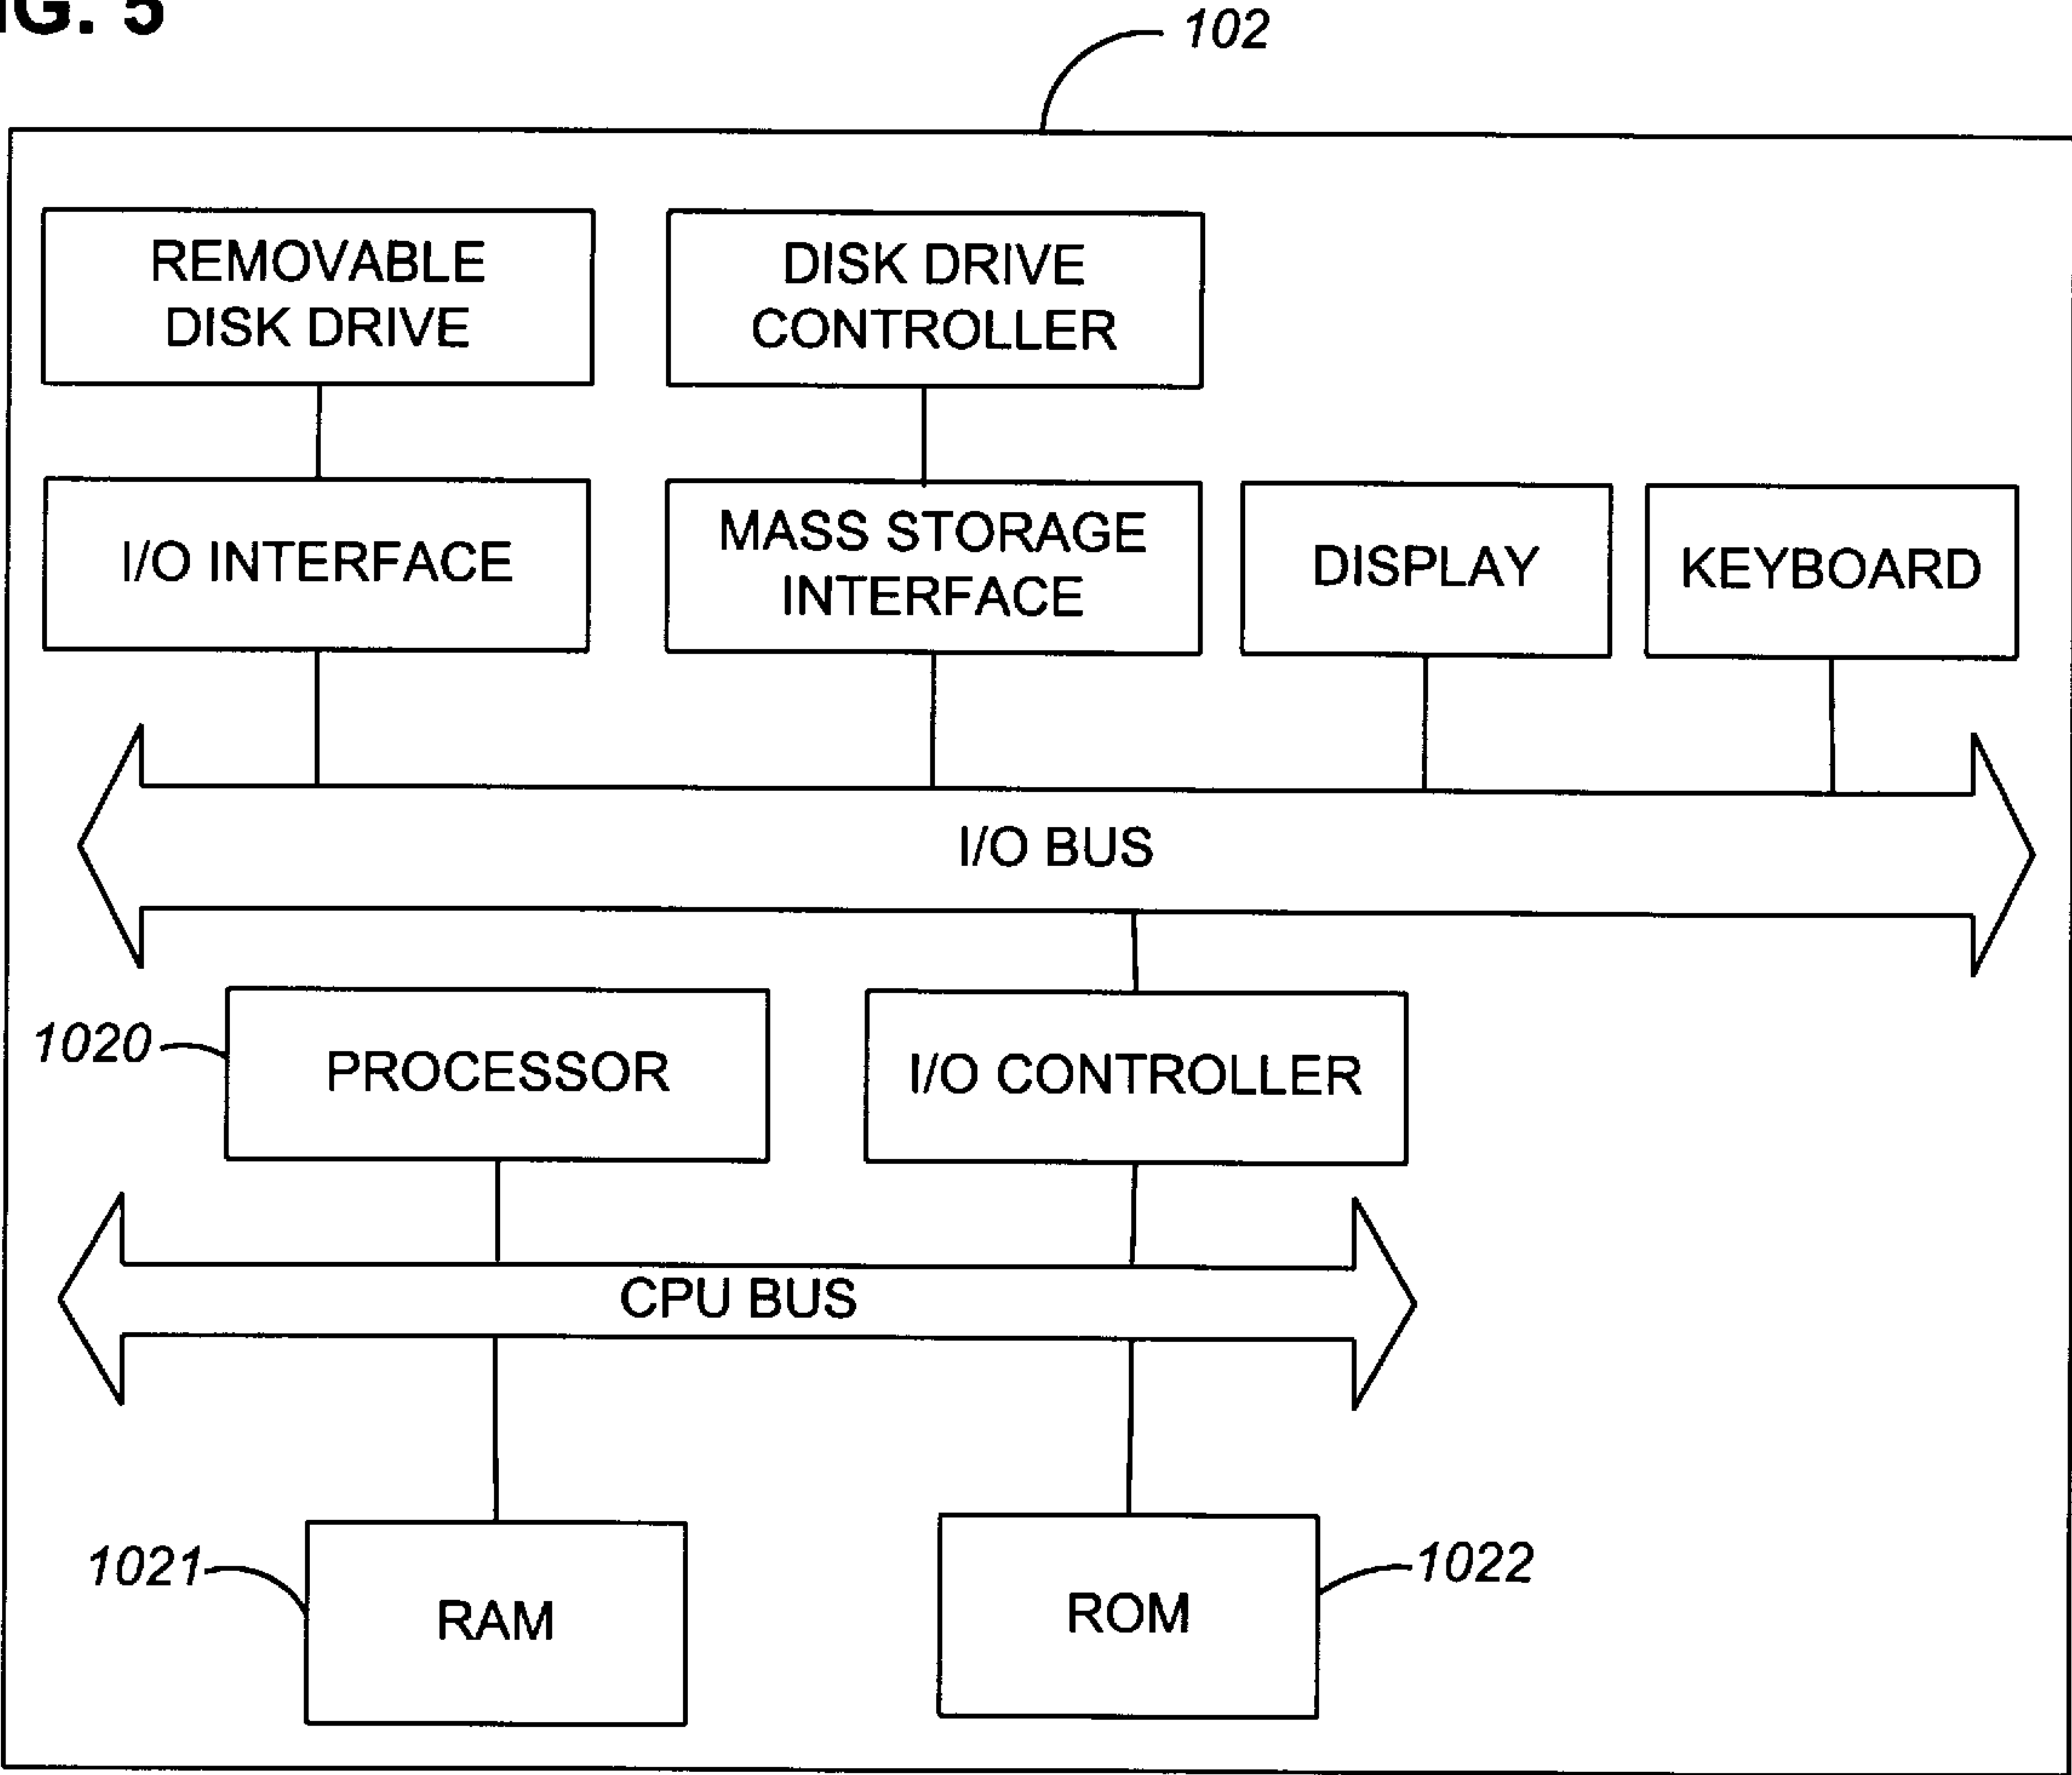 IG. 5
102
REMOVABLE
DISK DRIVE
DISK DRIVE
CONTROLLER
I/O INTERFACE
MASS STORAGE
INTERFACE
DISPLAY
KEYBOARD
I/O BUS
1020
PROCESSOR
I/O CONTROLLER
CPU BUS
1021
RAM
ROM
1022